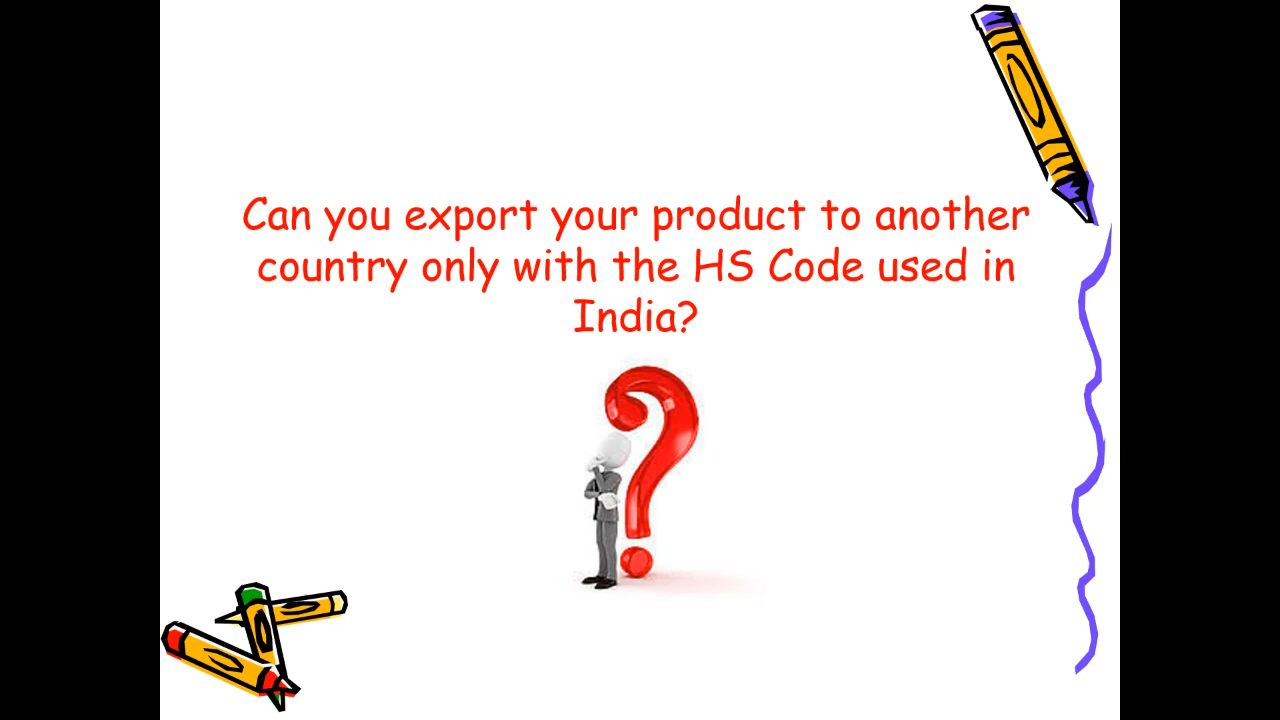 Can you export your product to another
country only with the HS Code used in
India?